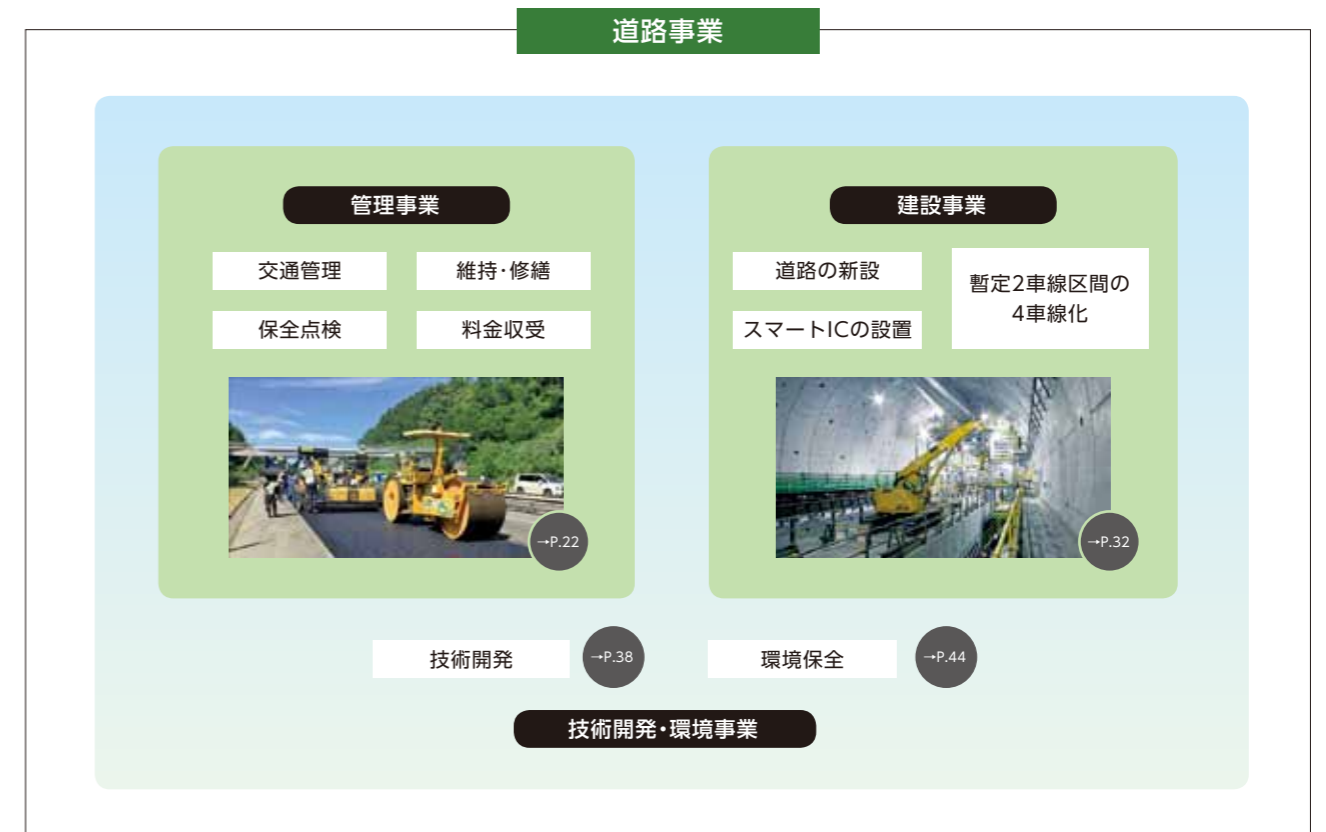 道路事業
管理事業
交通管理
維持・修繕
保全点検
料金収受
→P.22
建設事業
道路の新設
スマートICの設置
暫定2車線区間の
4車線化
→P.32
技術開発
→P.38
環境保全
→P.44
技術開発・環境事業